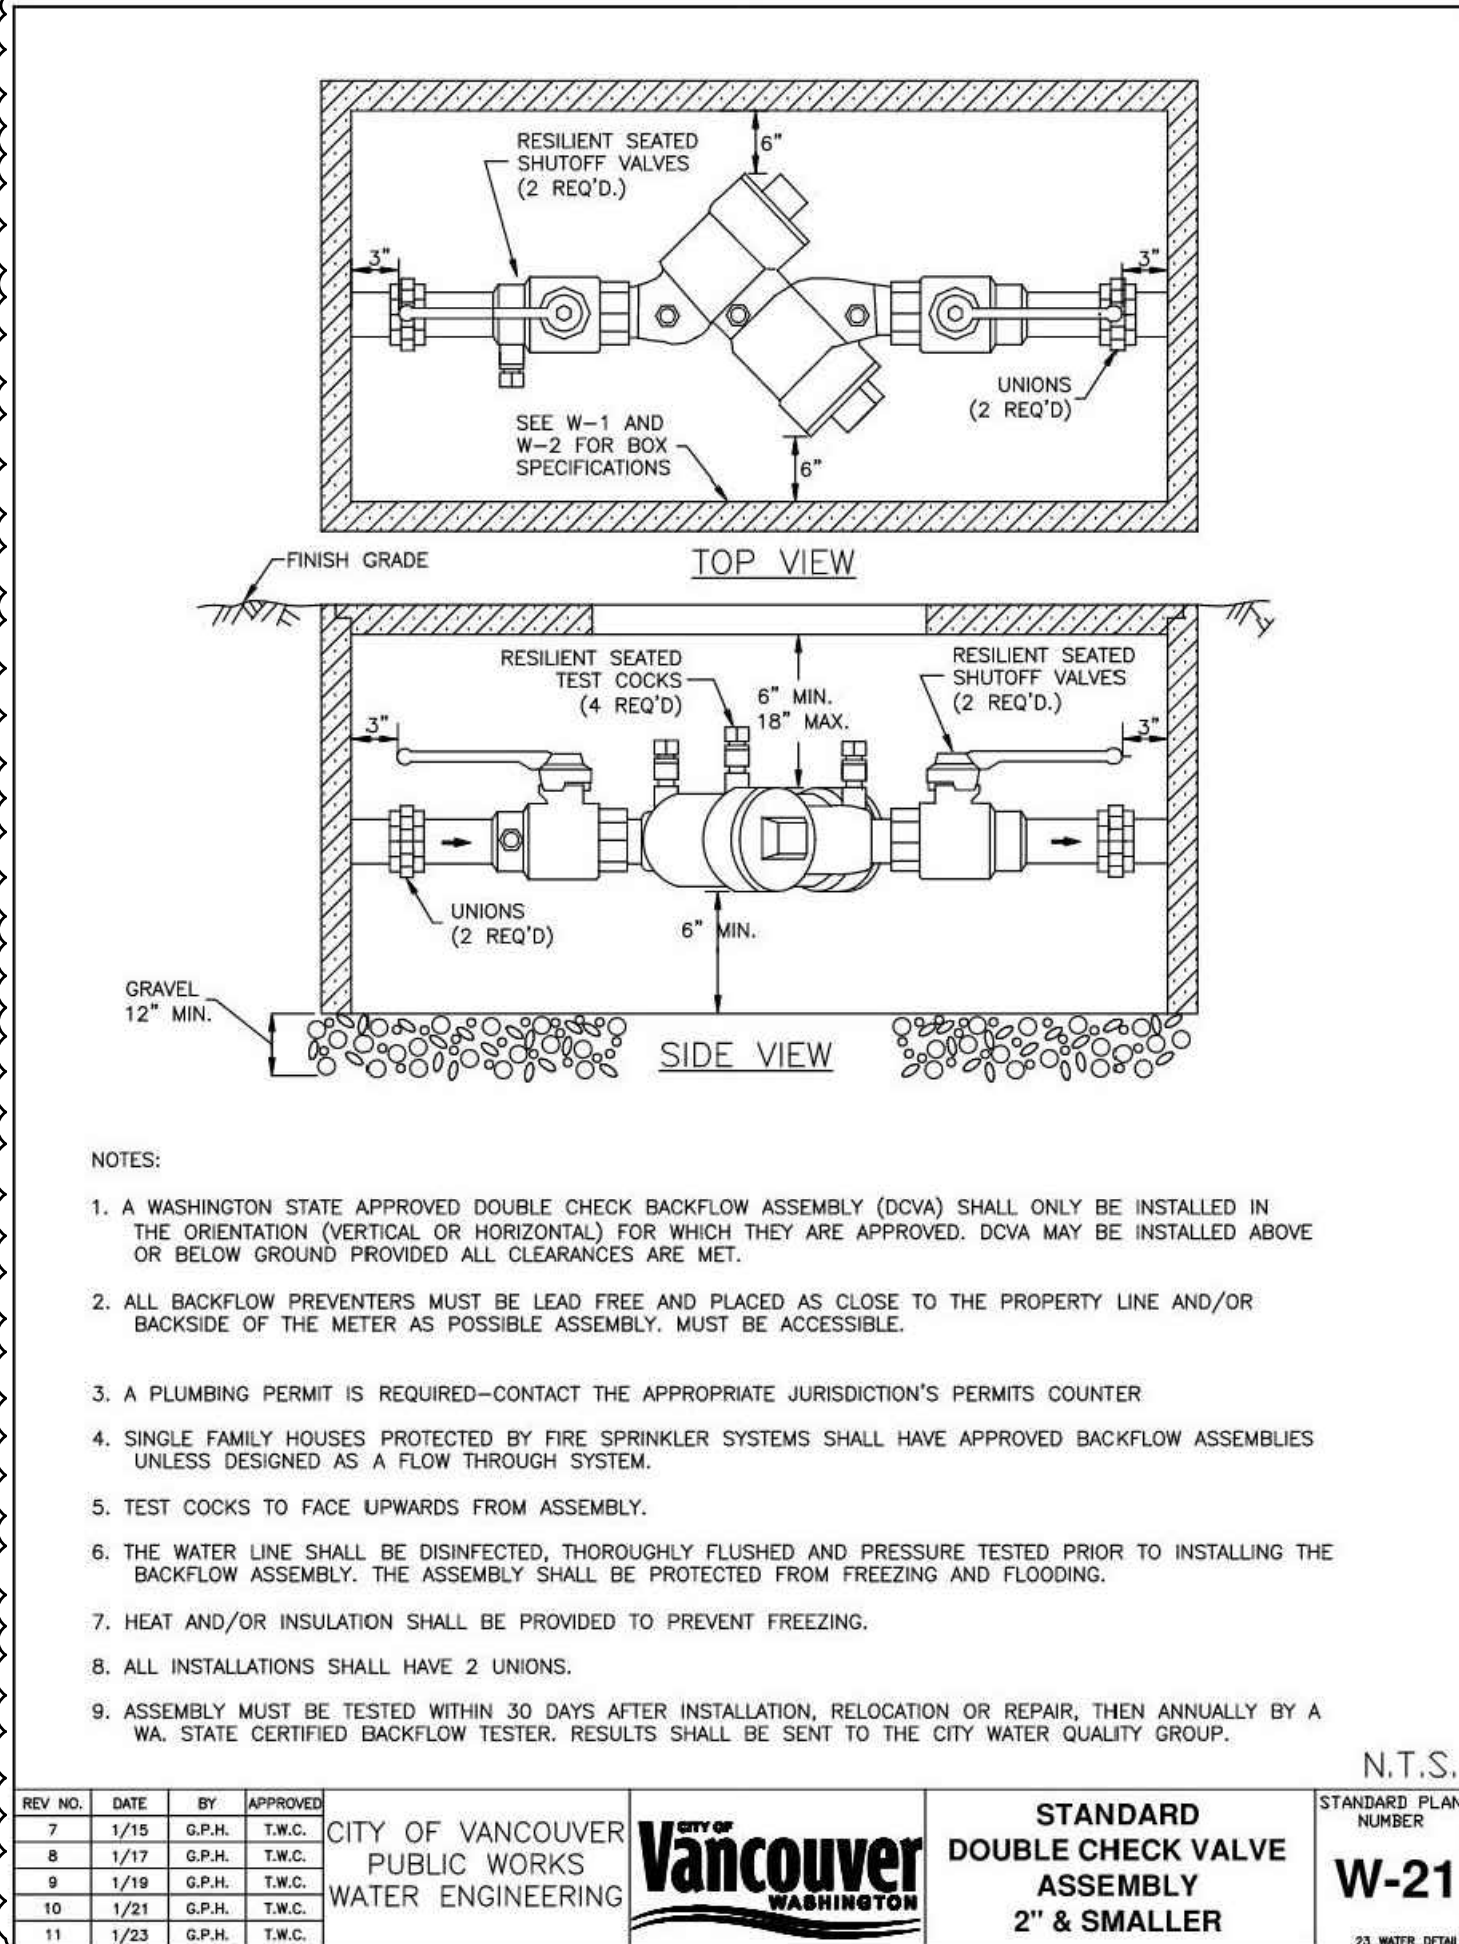 RESILIENT SEATED
SHUTOFF VALVES
(2 REQ'D.)
6"
3"
3"
UNIONS
(2 REQ'D)
SEE W-1 AND
W-2 FOR BOX
SPECIFICATIONS
6"
FINISH GRADE
TOP VIEW
RESILIENT SEATED
TEST COCKS
(4 REQ'D)
6" MIN.
18" MAX.
RESILIENT SEATED
SHUTOFF VALVES
(2 REQ'D.)
3"
3"
UNIONS
(2 REQ'D)
6" MIN.
GRAVEL
12" MIN.
SIDE VIEW
NOTES:
1. A WASHINGTON STATE APPROVED DOUBLE CHECK BACKFLOW ASSEMBLY (DCVA) SHALL ONLY BE INSTALLED IN
THE ORIENTATION (VERTICAL OR HORIZONTAL) FOR WHICH THEY ARE APPROVED. DCVA MAY BE INSTALLED ABOVE
OR BELOW GROUND PROVIDED ALL CLEARANCES ARE MET.
2. ALL BACKFLOW PREVENTERS MUST BE LEAD FREE AND PLACED AS CLOSE TO THE PROPERTY LINE AND/OR
BACKSIDE OF THE METER AS POSSIBLE ASSEMBLY. MUST BE ACCESSIBLE.
3. A PLUMBING PERMIT IS REQUIRED-CONTACT THE APPROPRIATE JURISDICTION'S PERMITS COUNTER
4. SINGLE FAMILY HOUSES PROTECTED BY FIRE SPRINKLER SYSTEMS SHALL HAVE APPROVED BACKFLOW ASSEMBLIES
UNLESS DESIGNED AS A FLOW THROUGH SYSTEM.
5. TEST COCKS TO FACE UPWARDS FROM ASSEMBLY.
6. THE WATER LINE SHALL BE DISINFECTED, THOROUGHLY FLUSHED AND PRESSURE TESTED PRIOR TO INSTALLING THE
BACKFLOW ASSEMBLY. THE ASSEMBLY SHALL BE PROTECTED FROM FREEZING AND FLOODING.
7. HEAT AND/OR INSULATION SHALL BE PROVIDED TO PREVENT FREEZING.
8. ALL INSTALLATIONS SHALL HAVE 2 UNIONS.
9. ASSEMBLY MUST BE TESTED WITHIN 30 DAYS AFTER INSTALLATION, RELOCATION OR REPAIR, THEN ANNUALLY BY A
WA. STATE CERTIFIED BACKFLOW TESTER. RESULTS SHALL BE SENT TO THE CITY WATER QUALITY GROUP.
N.T.S.
REV NO. DATE BY APPROVED
7 1/15 G.P.H. T.W.C.
8 1/17 G.P.H. T.W.C.
9 1/19 G.P.H. T.W.C.
10 1/21 G.P.H. T.W.C.
11 1/23 G.P.H. T.W.C.
CITY OF VANCOUVER
PUBLIC WORKS
WATER ENGINEERING
CITY OF
Vancouver
WASHINGTON
STANDARD
DOUBLE CHECK VALVE
ASSEMBLY
2" & SMALLER
STANDARD PLAN
NUMBER
W-21
23 WATER DETAIL